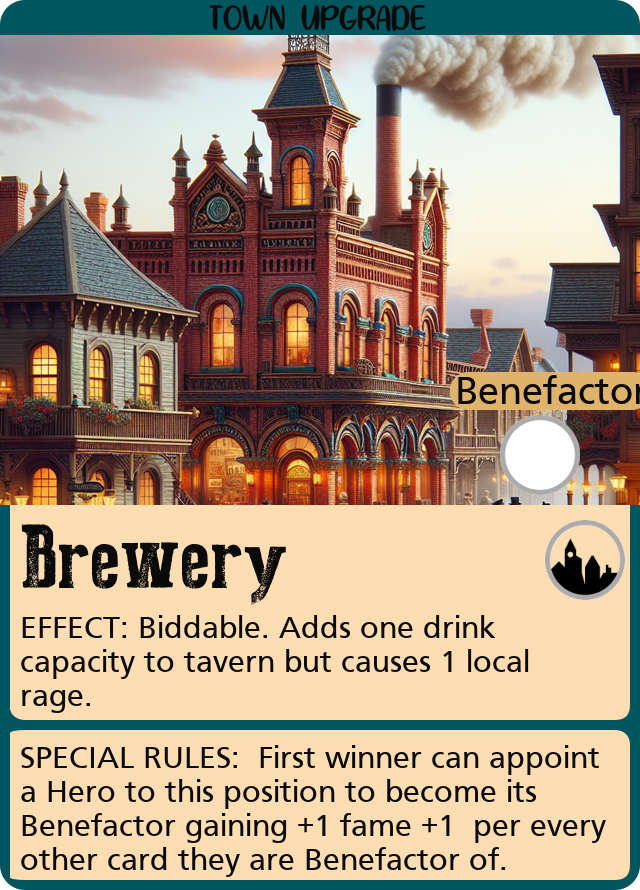 TOWN UPGRADE
Benefactor
Brewery
EFFECT: Biddable. Adds one drink
capacity to tavern but causes 1 local
rage.
SPECIAL RULES:  First winner can appoint
a Hero to this position to become its
Benefactor gaining +1 fame +1  per every
other card they are Benefactor of.